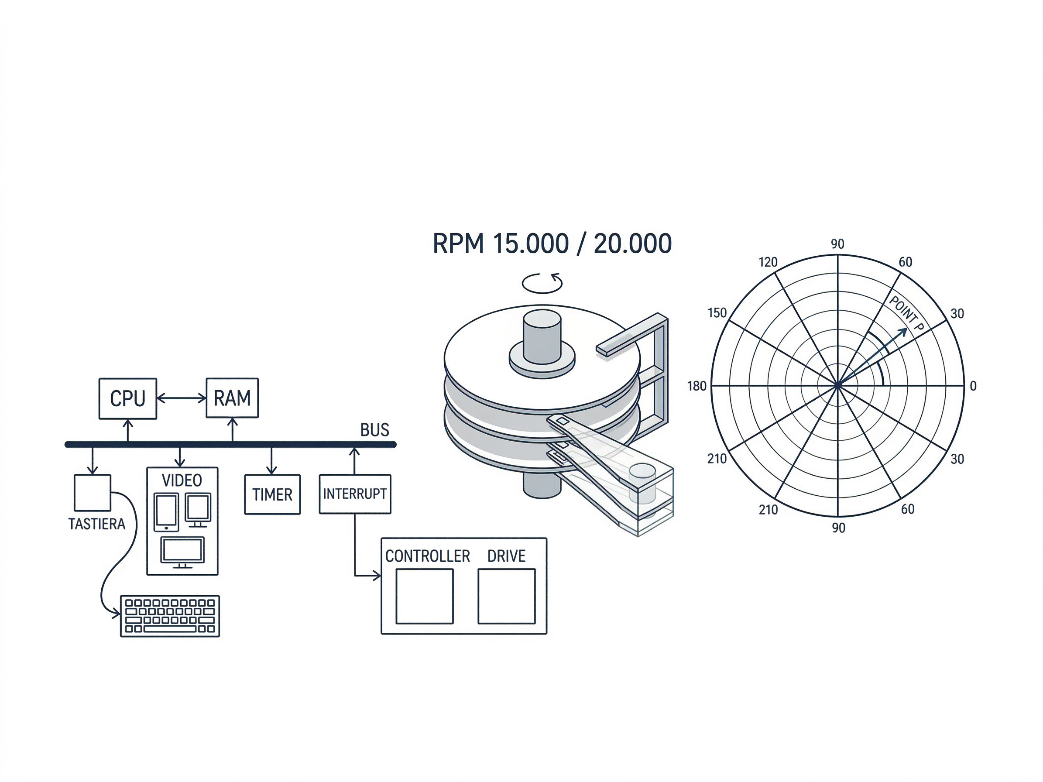 RPM 15.000 / 20.000
CPU
RAM
BUS
TASTIERA
VIDEO
TIMER
INTERRUPT
CONTROLLER
DRIVE
90
120
60
150
30
POINT P
180
0
210
30
210
60
90